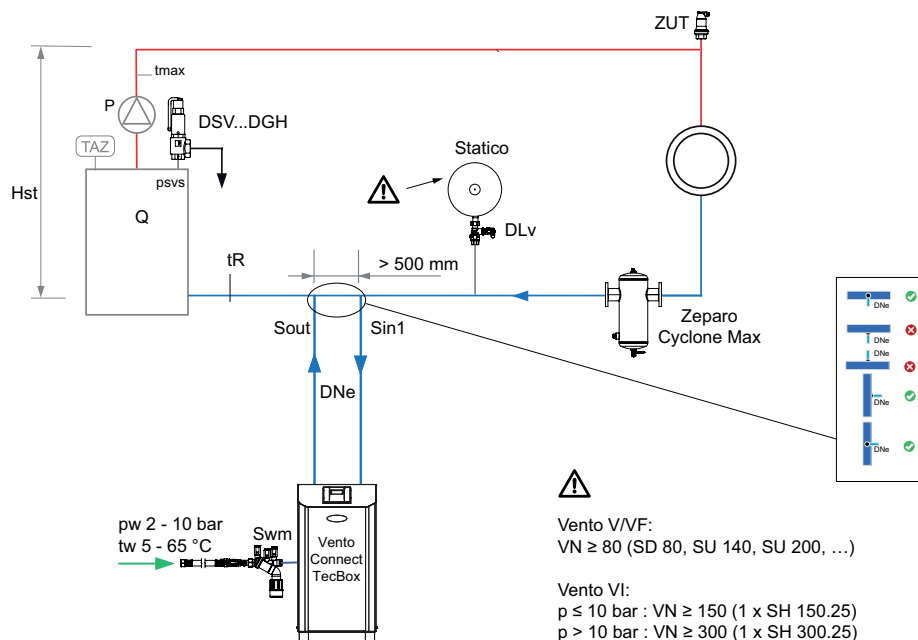 ZUT
tmax
P
DSV...DGH
TAZ
Statico
psvs
Hst
Q
DLv
tR
> 500 mm
Zeparo
Cyclone Max
Sout
Sin1
DNe
DNe
DNe
DNe
DNe
DNe
pw 2 - 10 bar
tw 5 - 65 °C
Swm
Vento
Connect
TecBox
Vento V/VF:
VN ≥ 80 (SD 80, SU 140, SU 200, …)
Vento VI:
p ≤ 10 bar : VN ≥ 150 (1 x SH 150.25)
p > 10 bar : VN ≥ 300 (1 x SH 300.25)